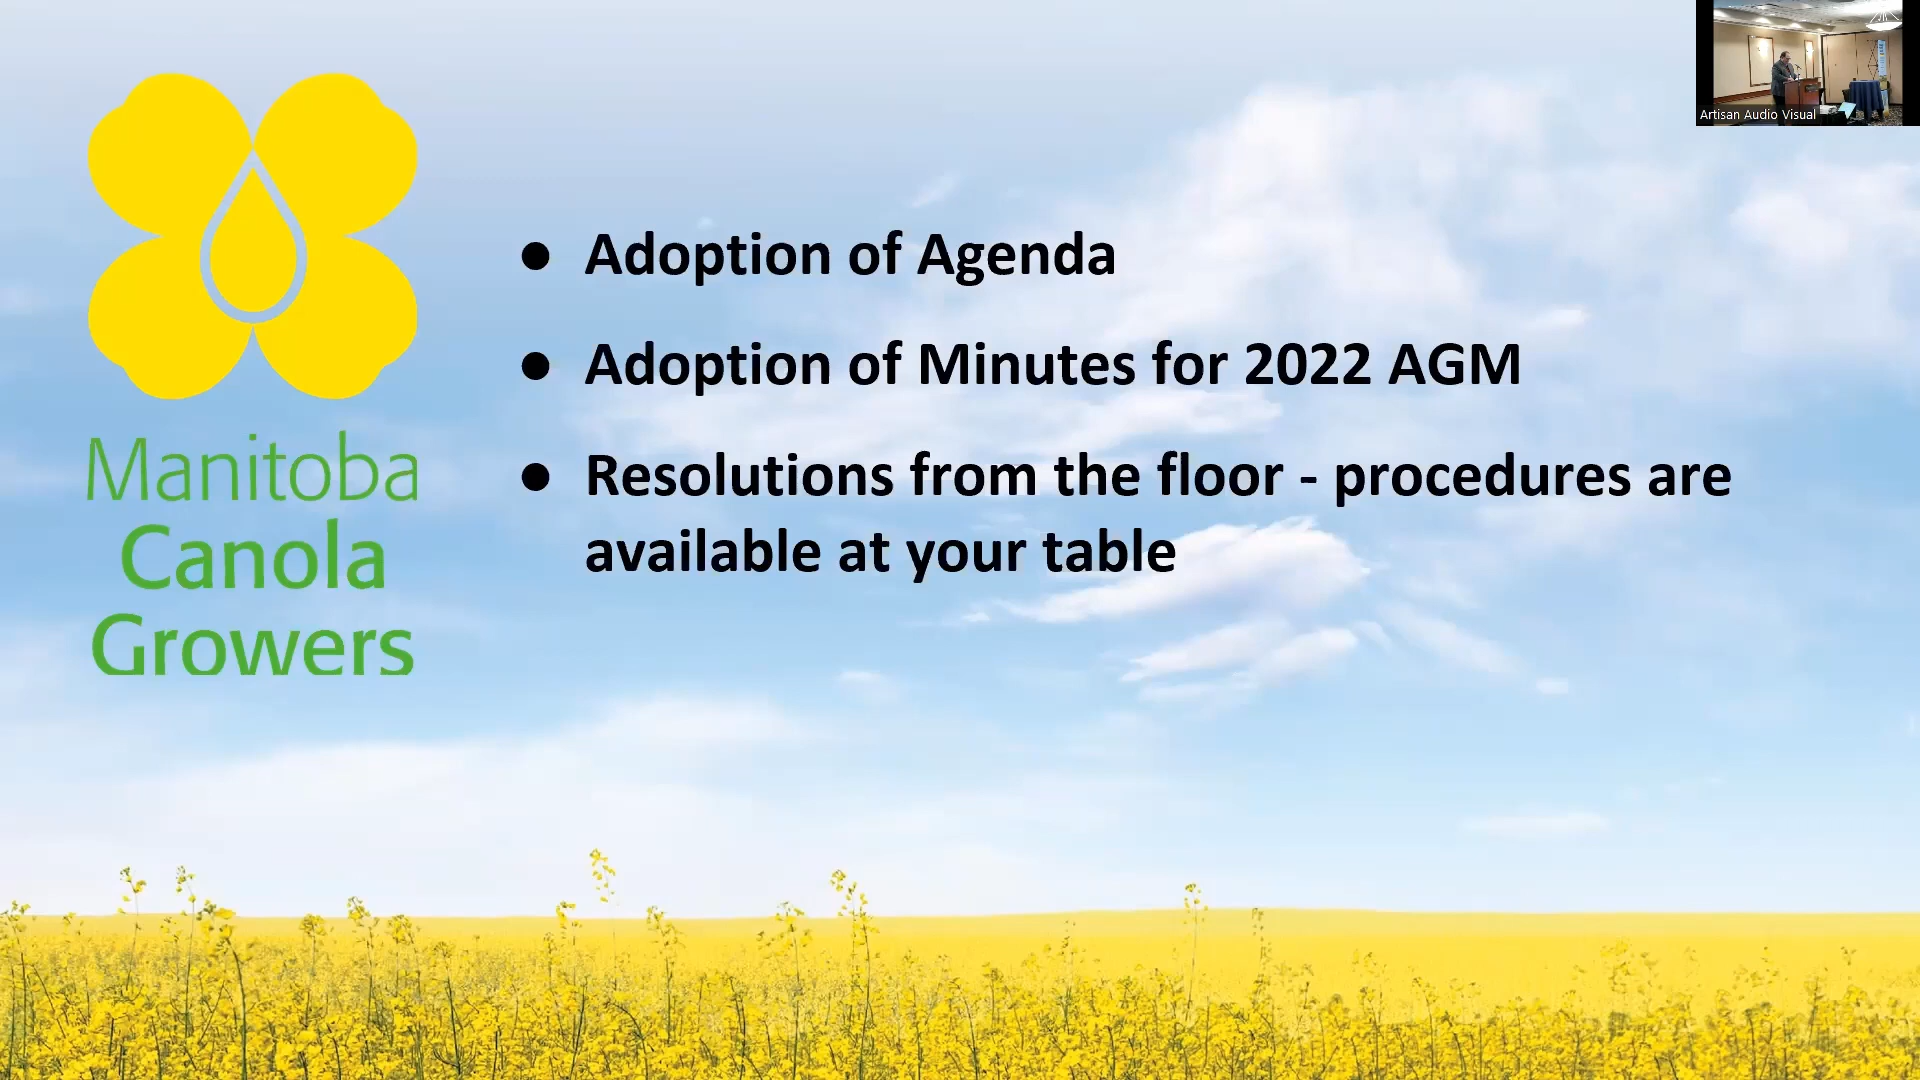 Artisan Audio Visual
Manitoba
Canola
Growers
● Adoption of Agenda
● Adoption of Minutes for 2022 AGM
● Resolutions from the floor - procedures are
available at your table